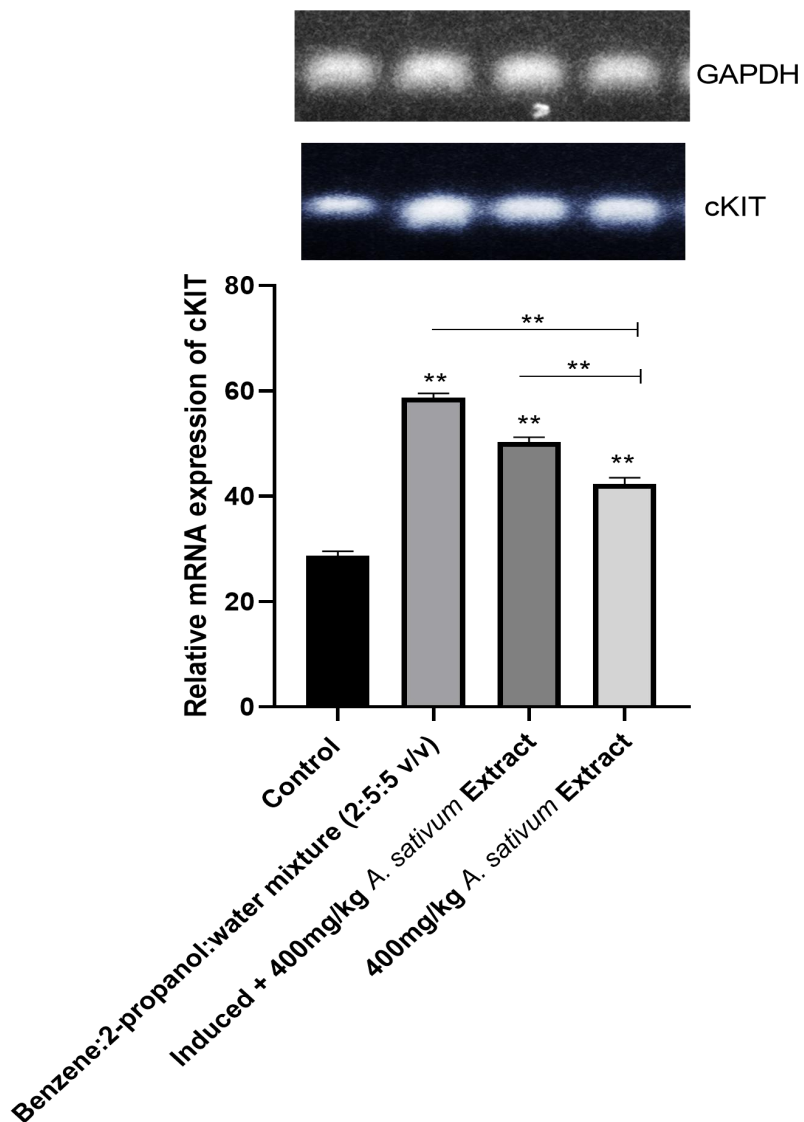 GAPDH
cKIT
Relative mRNA expression of cKIT
80
60
40
20
0
**
**
**
**
**
Control
Benzene:2-propanol:water mixture (2:5:5 v/v)
Induced + 400mg/kg A. sativum Extract
400mg/kg A. sativum Extract